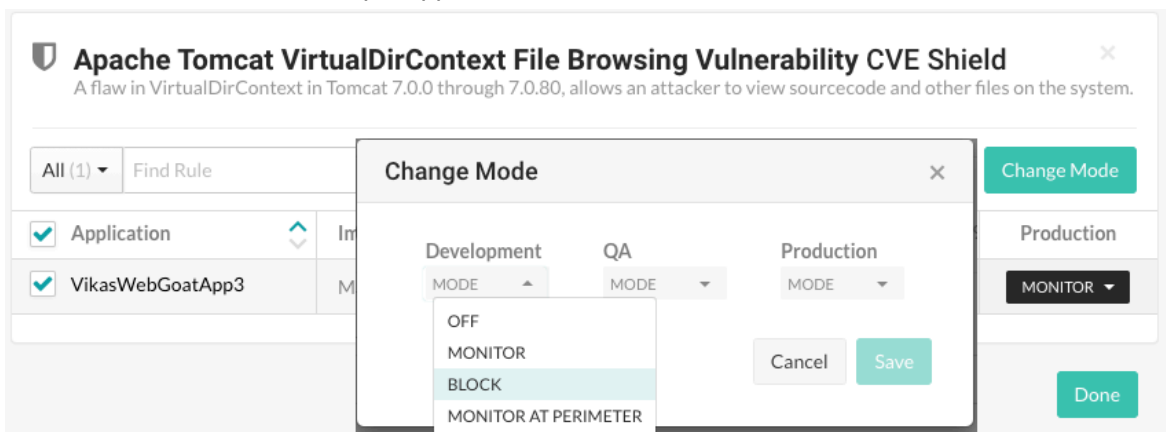 Apache Tomcat VirtualDirContext File Browsing Vulnerability CVE Shield
A flaw in VirtualDirContext in Tomcat 7.0.0 through 7.0.80, allows an attacker to view sourcecode and other files on the system.
All (1) Find Rule
Change Mode
Change Mode
Application
Im
Production
VikasWebGoatApp3
M
MONITOR
Development QA Production
MODE MODE MODE
OFF
MONITOR
BLOCK
MONITOR AT PERIMETER
Cancel Save
Done